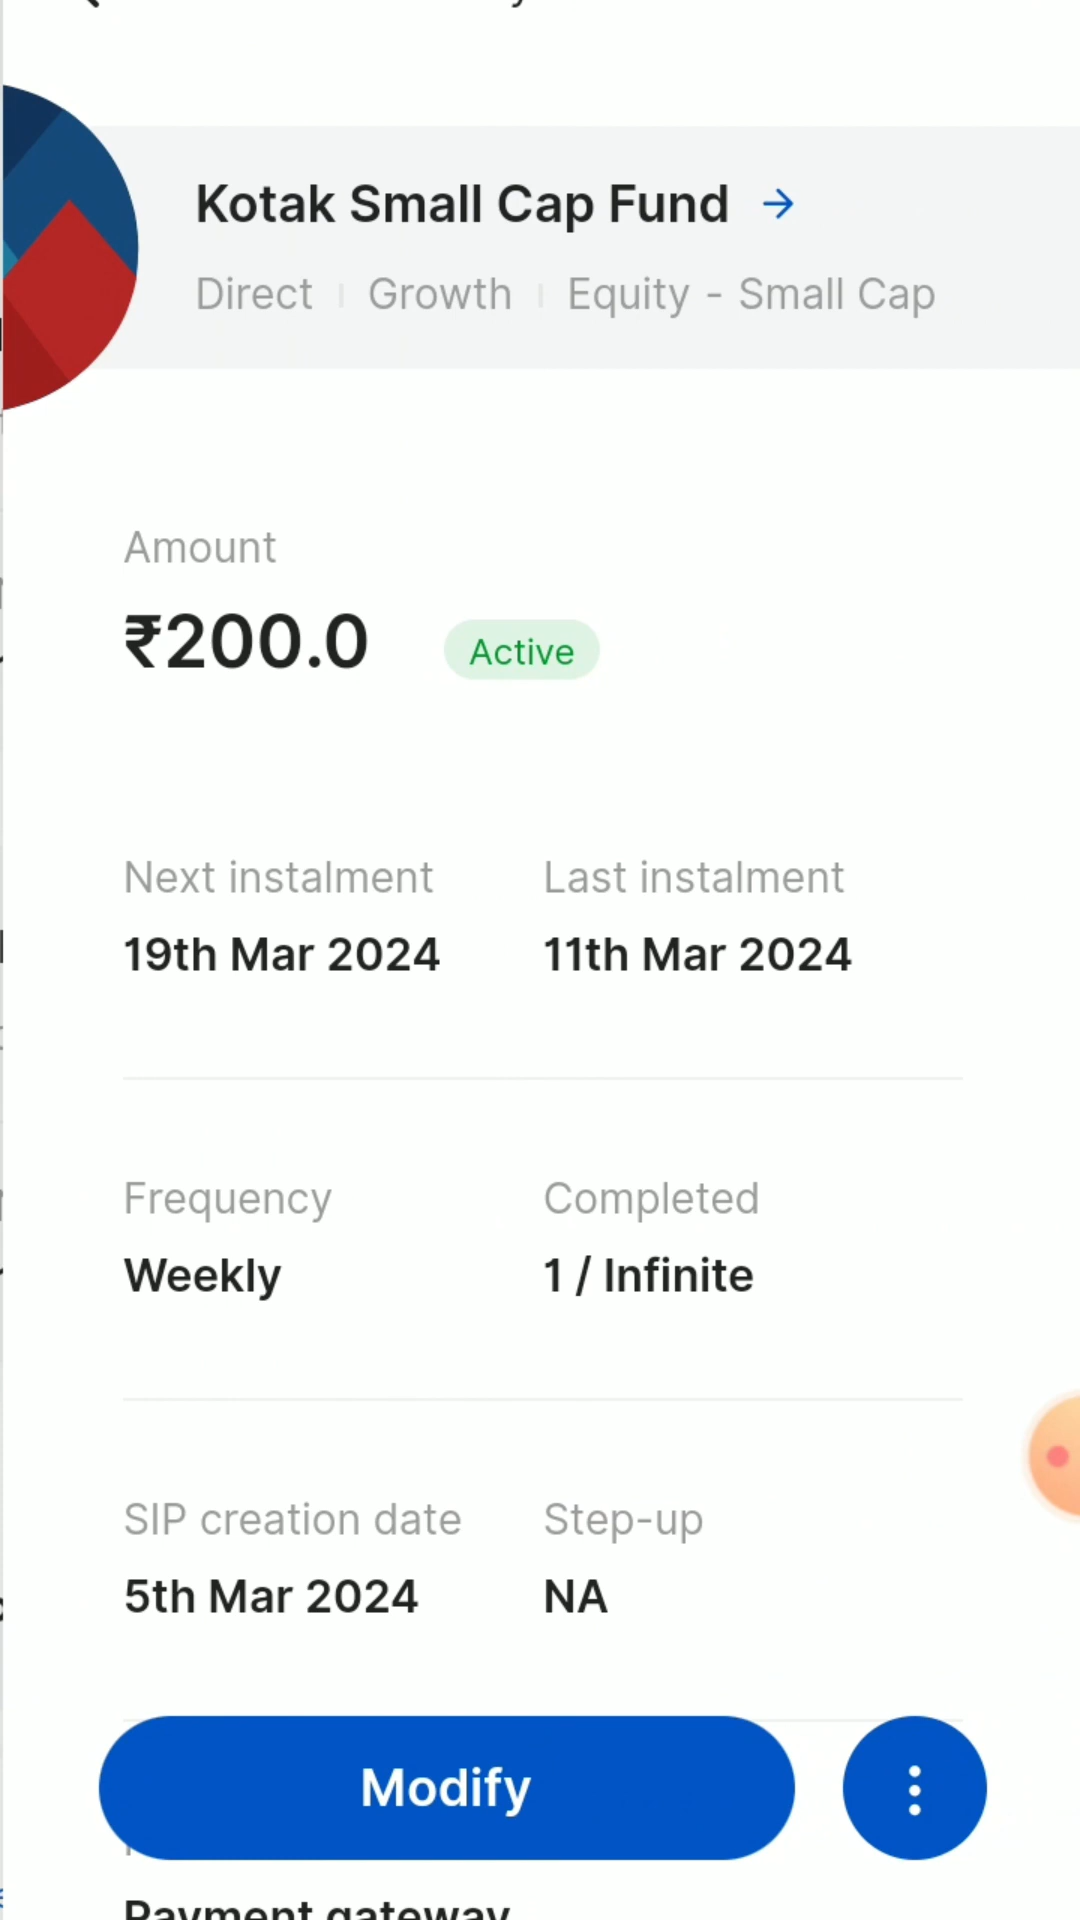 Kotak Small Cap Fund →
Direct | Growth | Equity - Small Cap
Amount
₹200.0 Active
Next instalment Last instalment
19th Mar 2024 11th Mar 2024
Frequency Completed
Weekly 1 / Infinite
SIP creation date Step-up
5th Mar 2024 NA
Modify
Payment gateway